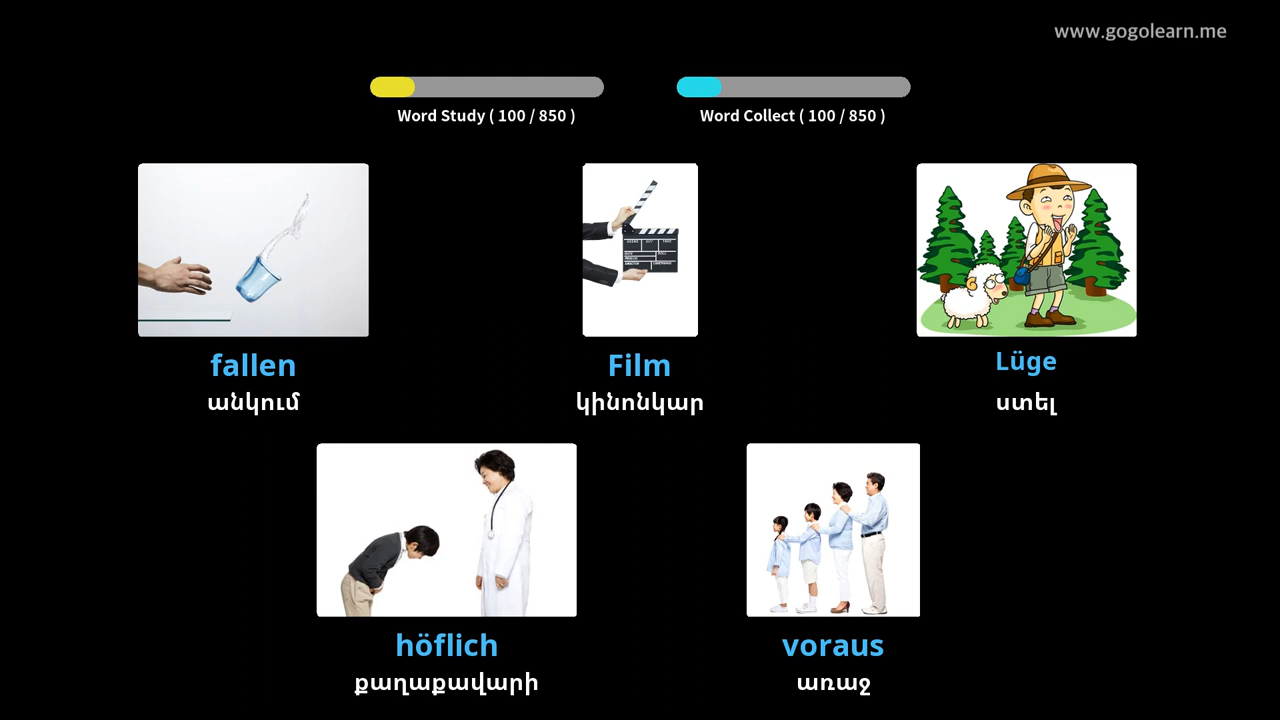 www.gogolearn.me
Word Study ( 100 / 850 )
Word Collect ( 100 / 850 )
fallen
անկում
Film
կինոնկար
Lüge
ստել
höflich
քաղաքավարի
voraus
առաջ